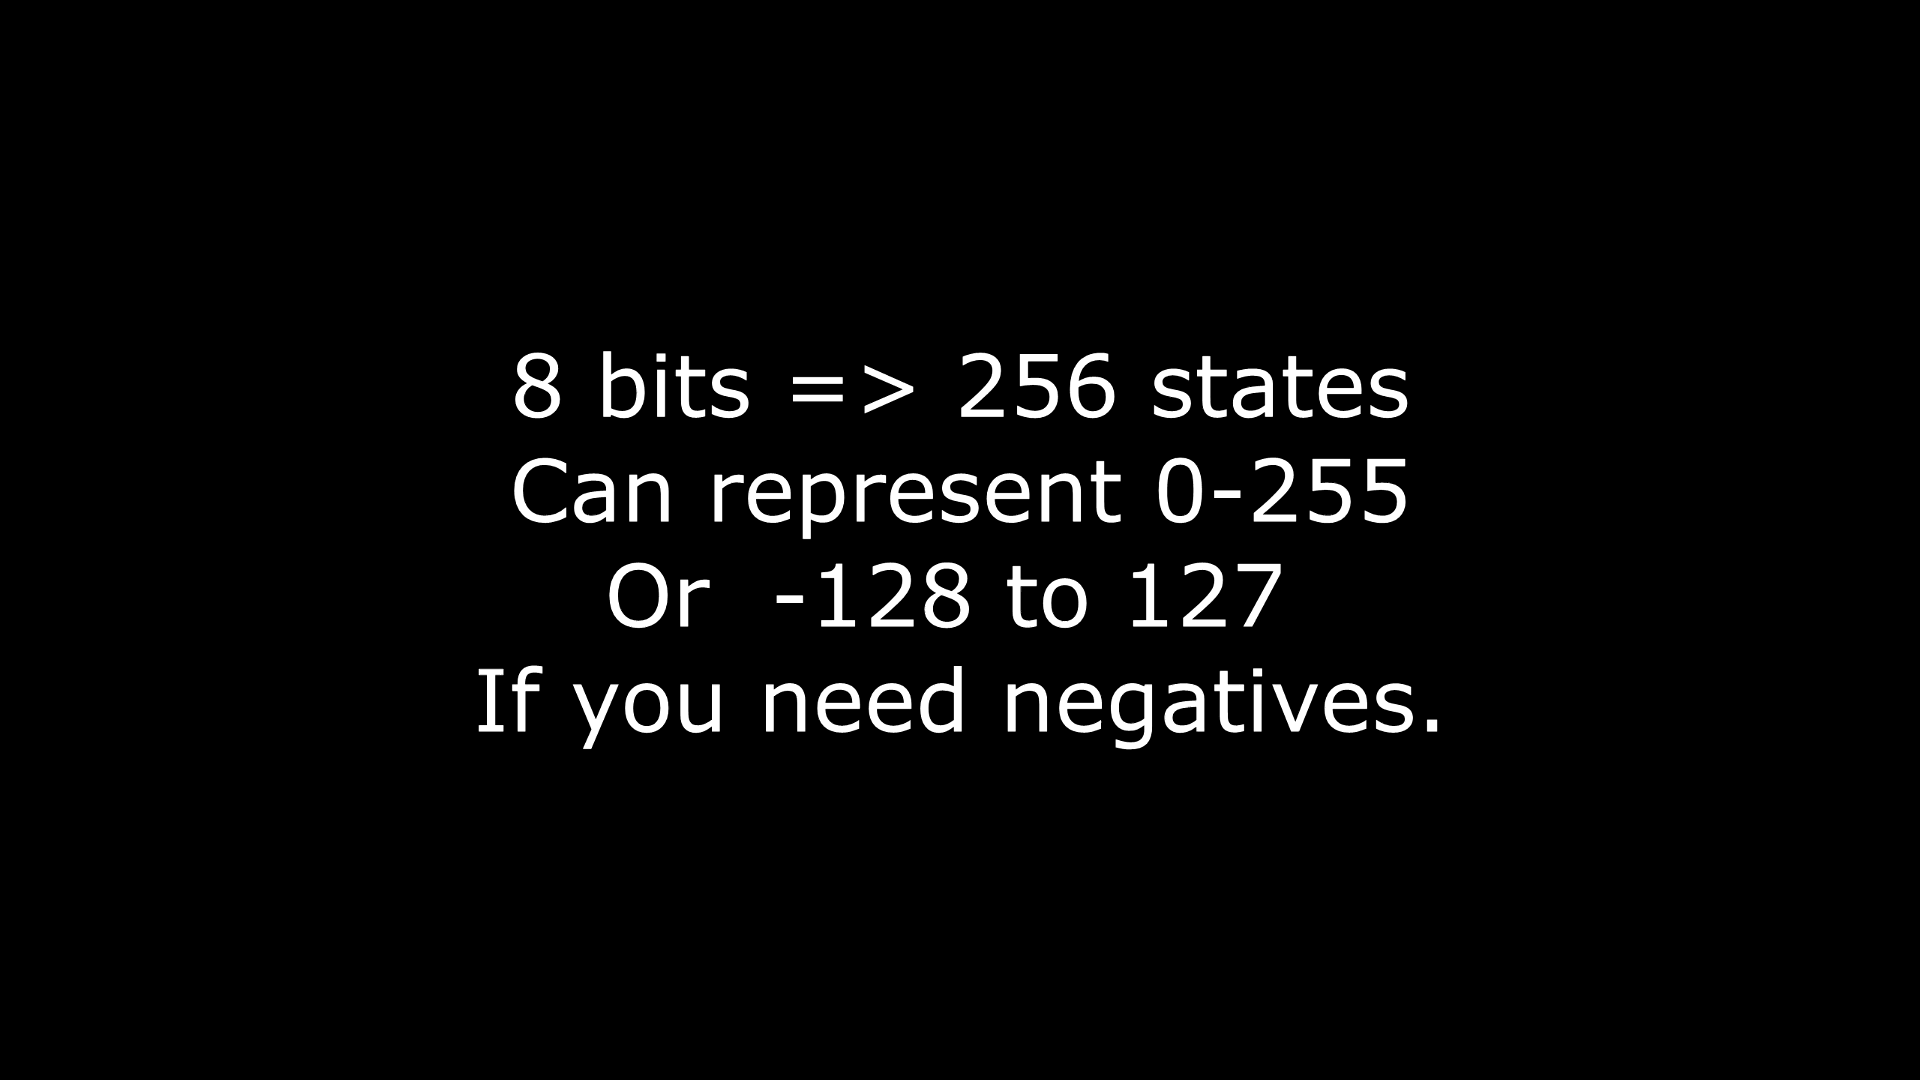 8 bits => 256 states
Can represent 0-255
Or  -128 to 127
If you need negatives.